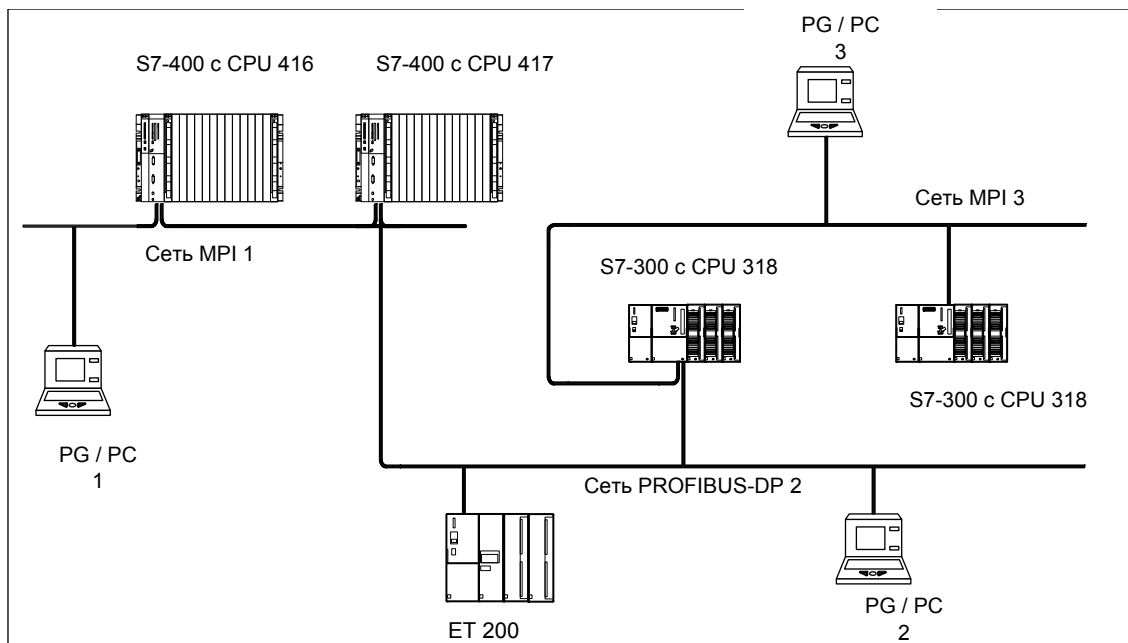 PG / PC
3
S7-400 с CPU 416
S7-400 с CPU 417
Сеть MPI 3
Сеть MPI 1
S7-300 с CPU 318
S7-300 с CPU 318
PG / PC
1
Сеть PROFIBUS-DP 2
PG / PC
2
ET 200